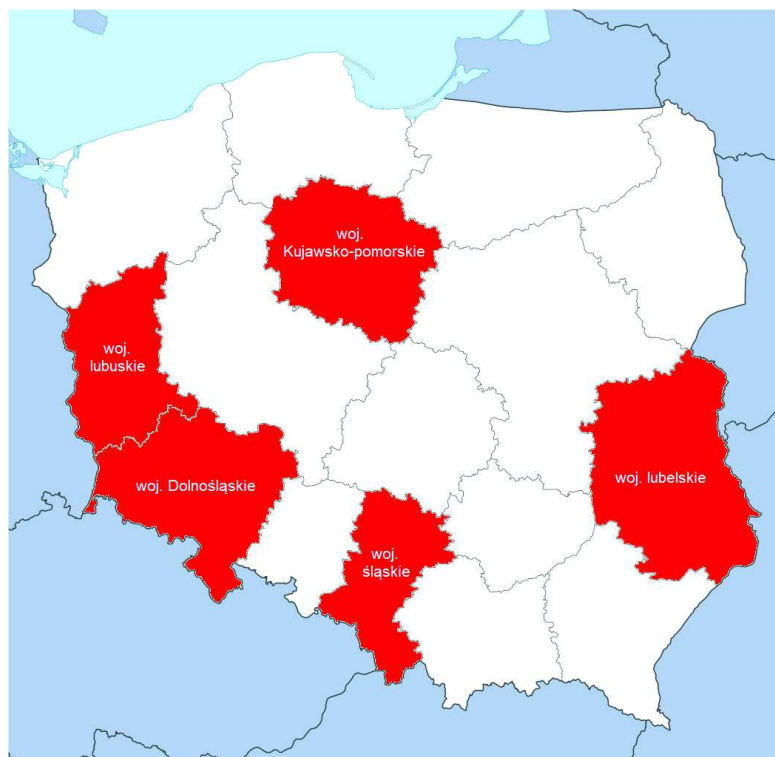 woj.
Kujawsko-pomorskie
woj.
lubuskie
woj. Dolnośląskie
woj. lubelskie
woj.
śląskie